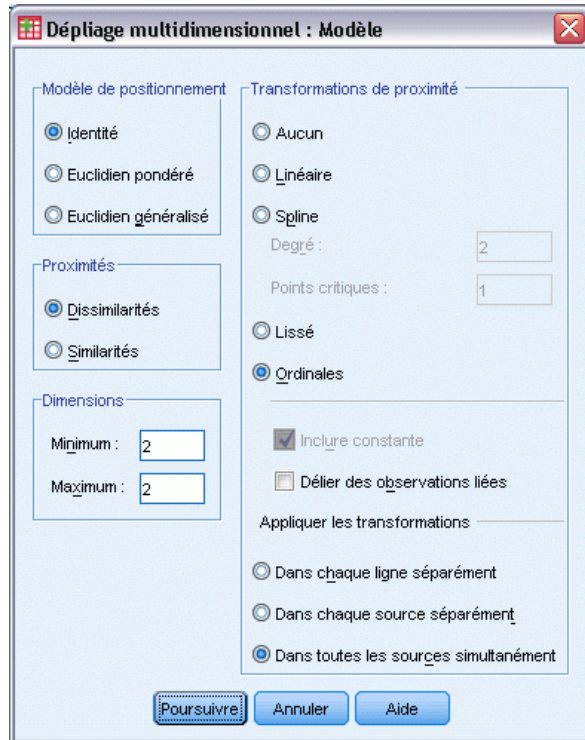 Dépliage multidimensionnel : Modèle
Modèle de positionnement
Identité
Euclidien pondéré
Euclidien généralisé
Proximités
Dissimilarités
Similarités
Dimensions
Minimum : 2
Maximum : 2
Transformations de proximité
Aucun
Linéaire
Spline
Degré : 2
Points critiques : 1
Lissé
Ordinales
Inclure constante
Délier des observations liées
Appliquer les transformations
Dans chaque ligne séparément
Dans chaque source séparément
Dans toutes les sources simultanément
Poursuivre Annuler Aide